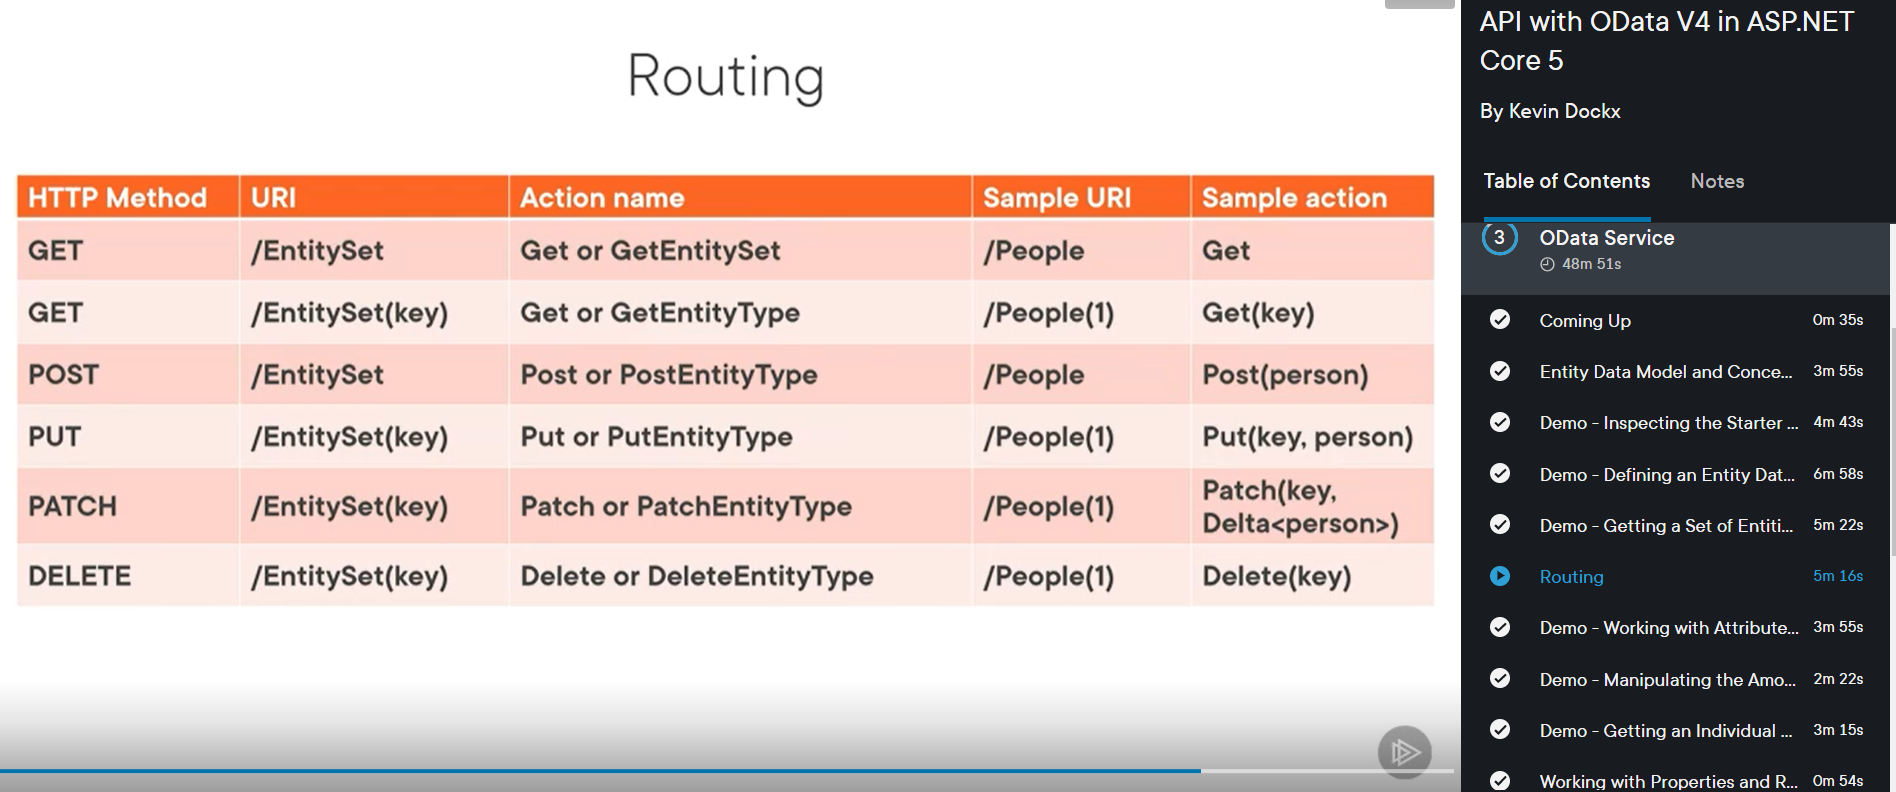 Routing
HTTP Method URI Action name Sample URI Sample action
GET /EntitySet Get or GetEntitySet /People Get
GET /EntitySet(key) Get or GetEntityType /People(1) Get(key)
POST /EntitySet Post or PostEntityType /People Post(person)
PUT /EntitySet(key) Put or PutEntityType /People(1) Put(key, person)
PATCH /EntitySet(key) Patch or PatchEntityType /People(1) Patch(key,
Delta<person>)
DELETE /EntitySet(key) Delete or DeleteEntityType /People(1) Delete(key)
API with OData V4 in ASP.NET
Core 5
By Kevin Dockx
Table of Contents Notes
3 OData Service
48m 51s
Coming Up 0m 35s
Entity Data Model and Conce... 3m 55s
Demo - Inspecting the Starter ... 4m 43s
Demo - Defining an Entity Dat... 6m 58s
Demo - Getting a Set of Entiti... 5m 22s
Routing 5m 16s
Demo - Working with Attribute... 3m 55s
Demo - Manipulating the Amo... 2m 22s
Demo - Getting an Individual ... 3m 15s
Working with Properties and R... 0m 54s